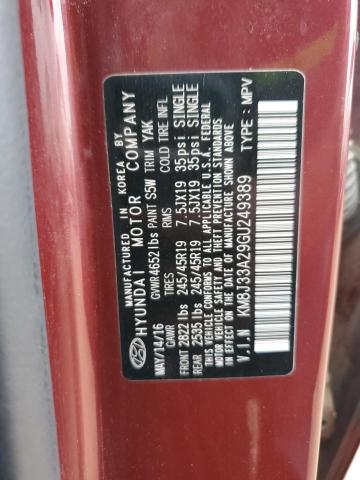 MANUFACTURED IN KOREA BY
HYUNDAI MOTOR COMPANY
MAY/14/16 GVWR 4652 lbs PAINT S5W TRIM YAK
GAWR TIRES RIMS COLD TIRE INFL.
FRONT 2822 lbs 245/45R19 7.5JX19 35psi SINGLE
REAR 2535 lbs 245/45R19 7.5JX19 35psi SINGLE
THIS VEHICLE CONFORMS TO ALL APPLICABLE U.S.A. FEDERAL
MOTOR VEHICLE SAFETY, BUMPER, AND THEFT PREVENTION
STANDARDS IN EFFECT ON THE DATE OF MANUFACTURE SHOWN ABOVE.
V.I.N KM8J33A29GU249389 TYPE : MPV